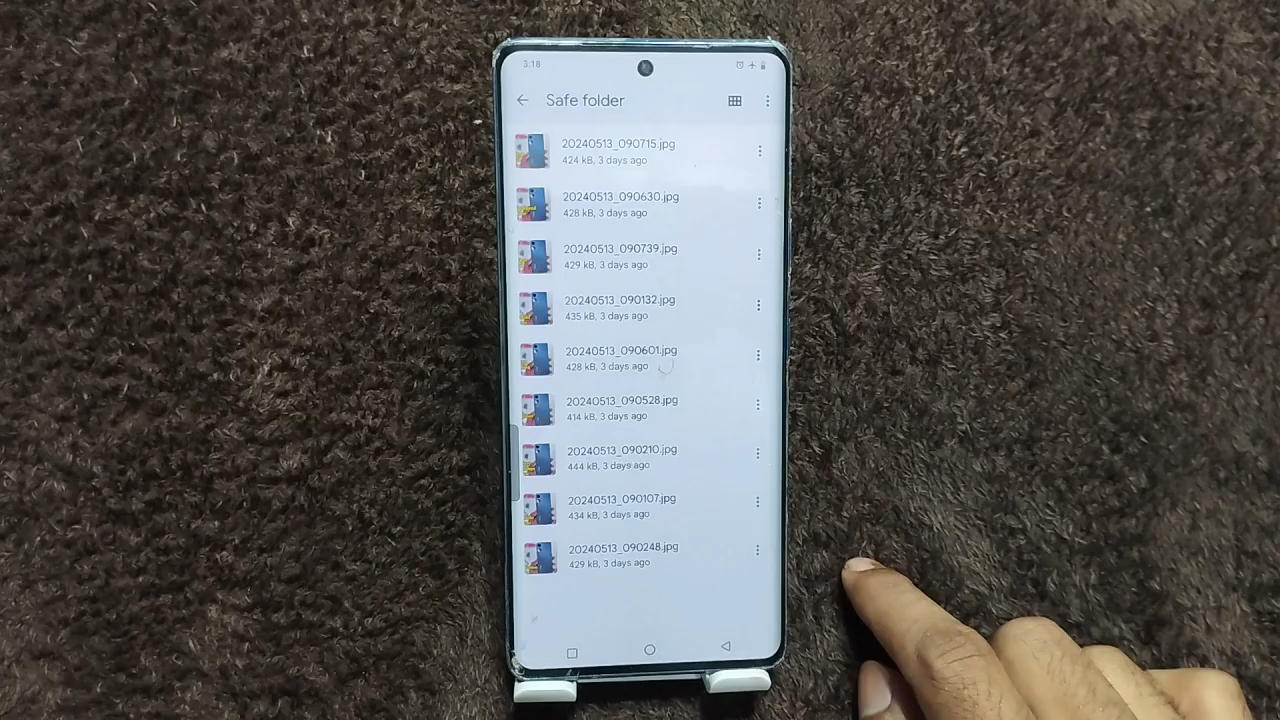 3:18
Safe folder
20240513_090715.jpg
424 kB, 3 days ago
20240513_090630.jpg
428 kB, 3 days ago
20240513_090739.jpg
429 kB, 3 days ago
20240513_090132.jpg
435 kB, 3 days ago
20240513_090601.jpg
428 kB, 3 days ago
20240513_090528.jpg
414 kB, 3 days ago
20240513_090210.jpg
444 kB, 3 days ago
20240513_090107.jpg
434 kB, 3 days ago
20240513_090248.jpg
429 kB, 3 days ago